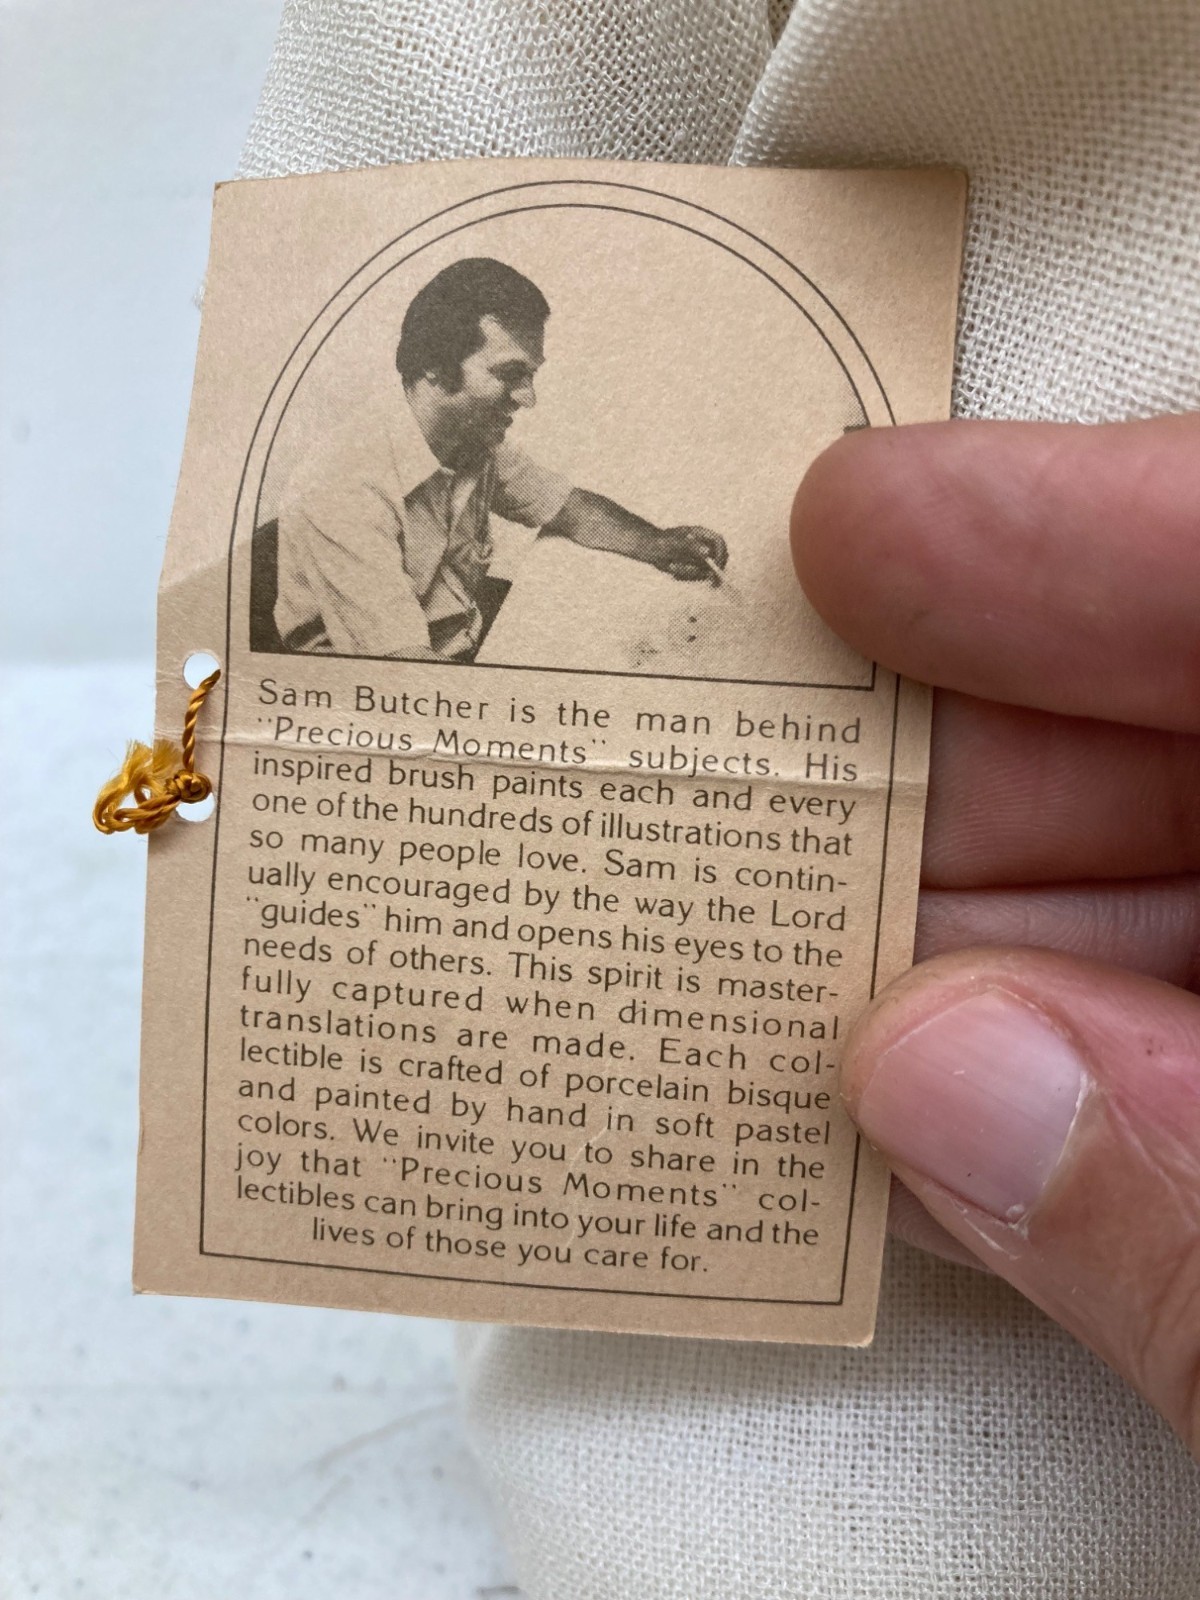 Sam Butcher is the man behind
"Precious Moments" subjects. His
inspired brush paints each and every
one of the hundreds of illustrations that
so many people love. Sam is contin-
ually encouraged by the way the Lord
"guides" him and opens his eyes to the
needs of others. This spirit is master-
fully captured when dimensional
translations are made. Each col-
lectible is crafted of porcelain bisque
and painted by hand in soft pastel
colors. We invite you to share in the
joy that "Precious Moments" col-
lectibles can bring into your life and the
lives of those you care for.